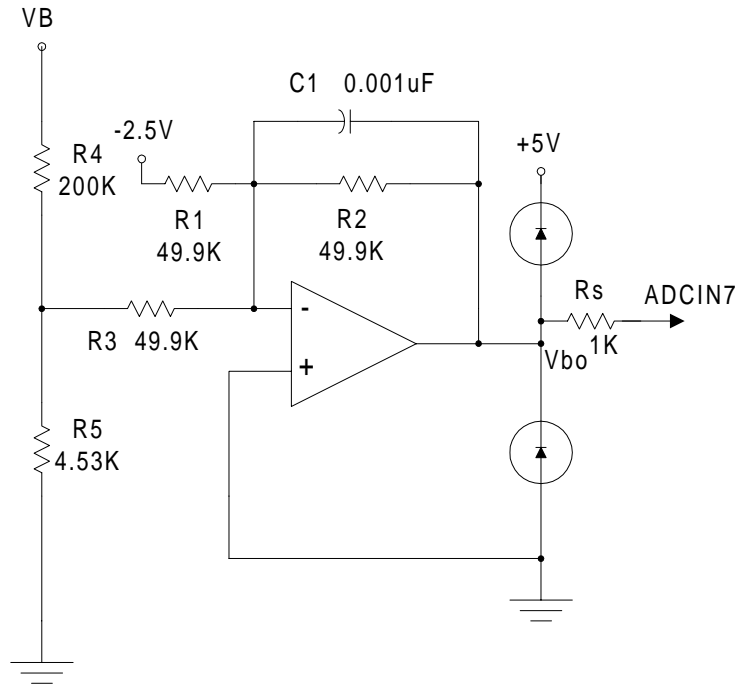 VB
C1 0.001uF
-2.5V
+5V
R4
200K
R1
49.9K
R2
49.9K
Rs
ADCIN7
1K
R3 49.9K
-
+
Vbo
R5
4.53K